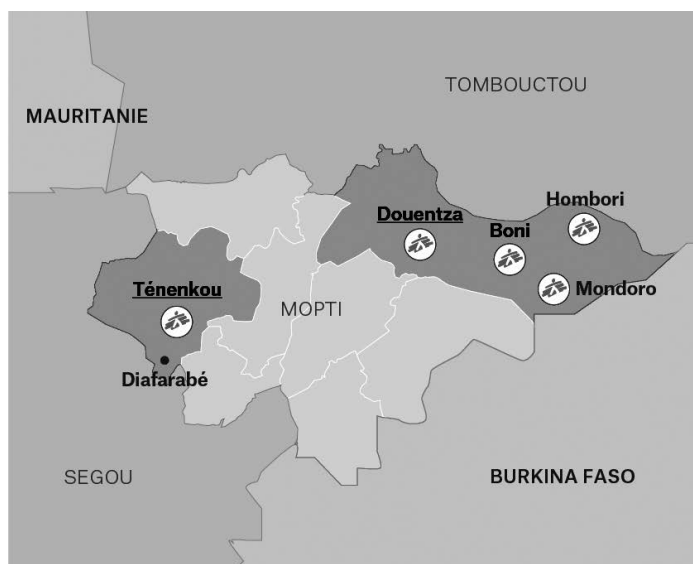 TOMBOUCTOU
MAURITANIE
Hombori
Douentza
Boni
Ténenkou
Mondoro
MOPTI
Diafarabé
SEGOU
BURKINA FASO